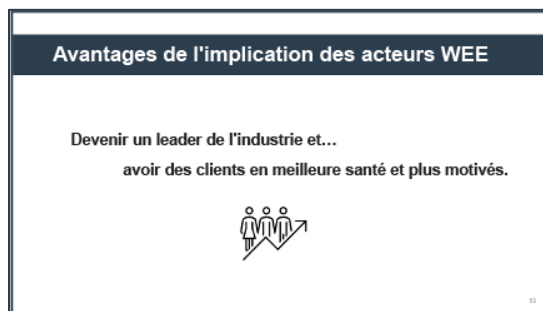 Avantages de l'implication des acteurs WEE
Devenir un leader de l'industrie et…
avoir des clients en meilleure santé et plus motivés.
35